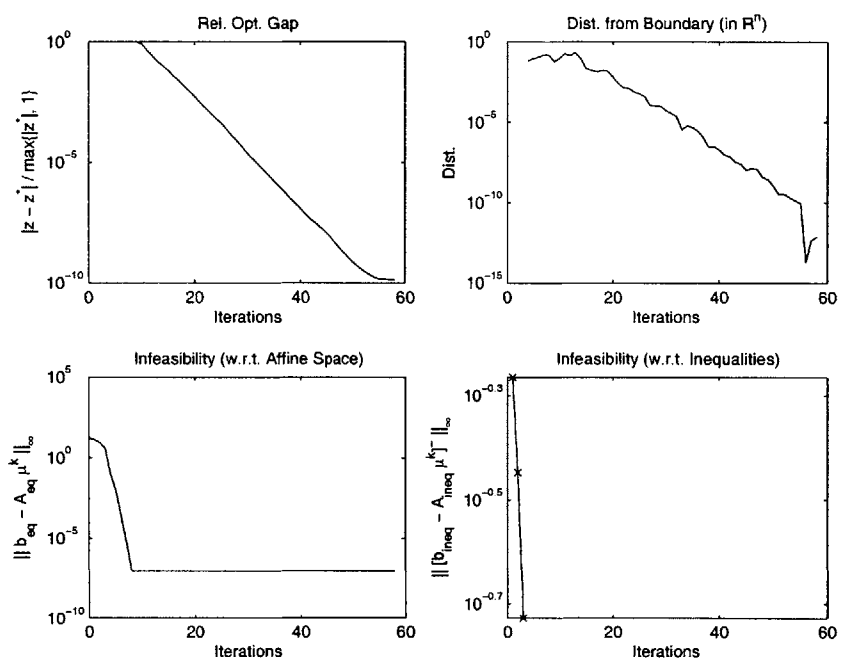 Rel. Opt. Gap
10^0
10^-5
10^-10
|z - z*| / max{|z*|, 1}
0 20 40 60
Iterations
Dist. from Boundary (in R^n)
10^0
10^-5
10^-10
10^-15
Dist.
0 20 40 60
Iterations
Infeasibility (w.r.t. Affine Space)
10^5
10^0
10^-5
10^-10
|| b_eq - A_eq μ^k ||_∞
0 20 40 60
Iterations
Infeasibility (w.r.t. Inequalities)
10^-0.3
10^-0.5
10^-0.7
|| [b_ineq - A_ineq μ^k]^- ||_∞
0 20 40 60
Iterations